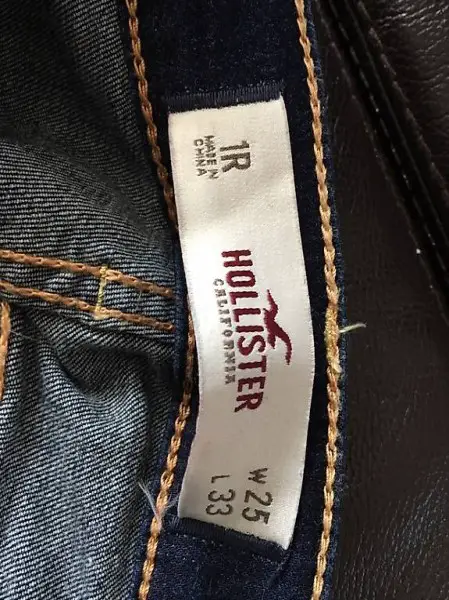 1R
MADE IN
CHINA
HOLLISTER
CALIFORNIA
W 25
L 33